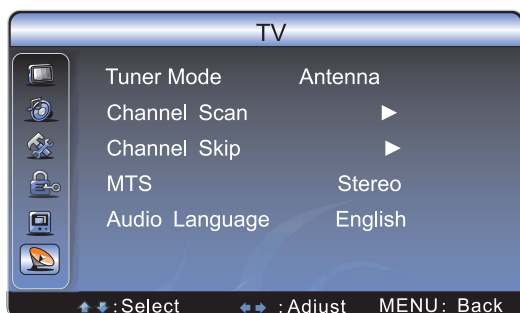 TV
Tuner Mode Antenna
Channel Scan
Channel Skip
MTS Stereo
Audio Language English
:Select :Adjust MENU: Back